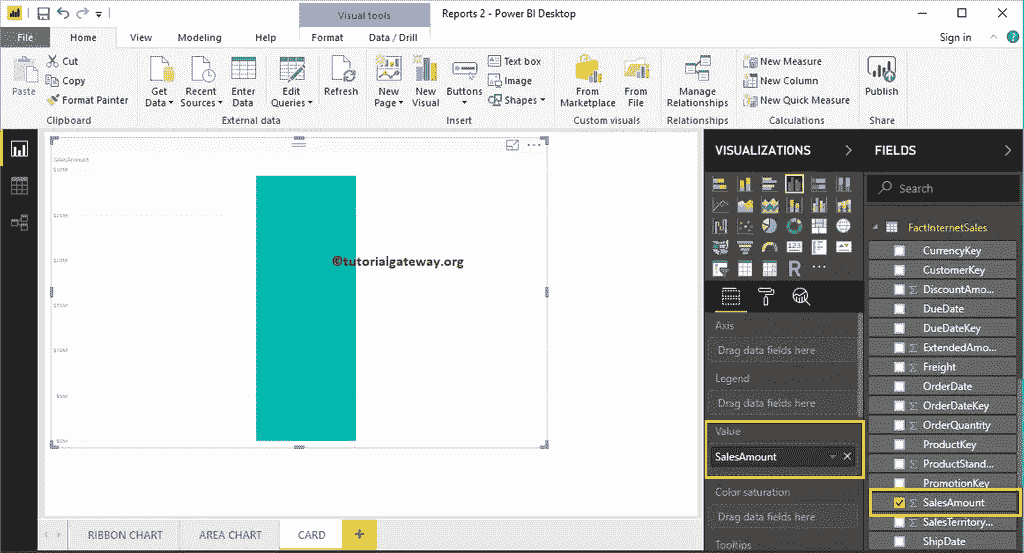 Visual tools
Reports 2 - Power BI Desktop
File
Home
View
Modeling
Help
Format
Data / Drill
Sign in
Paste
Cut
Copy
Format Painter
Clipboard
Get Data
Recent Sources
Enter Data
Edit Queries
Refresh
External data
New Page
New Visual
Buttons
Text box
Image
Shapes
Insert
From Marketplace
From File
Custom visuals
Manage Relationships
Relationships
New Measure
New Column
New Quick Measure
Calculations
Publish
Share
SalesAmount
©tutorialgateway.org
VISUALIZATIONS
R
Axis
Drag data fields here
Legend
Drag data fields here
Value
SalesAmount
Color saturation
Drag data fields here
Tooltips
FIELDS
Search
FactInternetSales
CurrencyKey
CustomerKey
DiscountAmo...
DueDate
DueDateKey
ExtendedAmo...
Freight
OrderDate
OrderDateKey
OrderQuantity
ProductKey
ProductStand...
PromotionKey
SalesAmount
SalesTerritory...
ShipDate
RIBBON CHART
AREA CHART
CARD